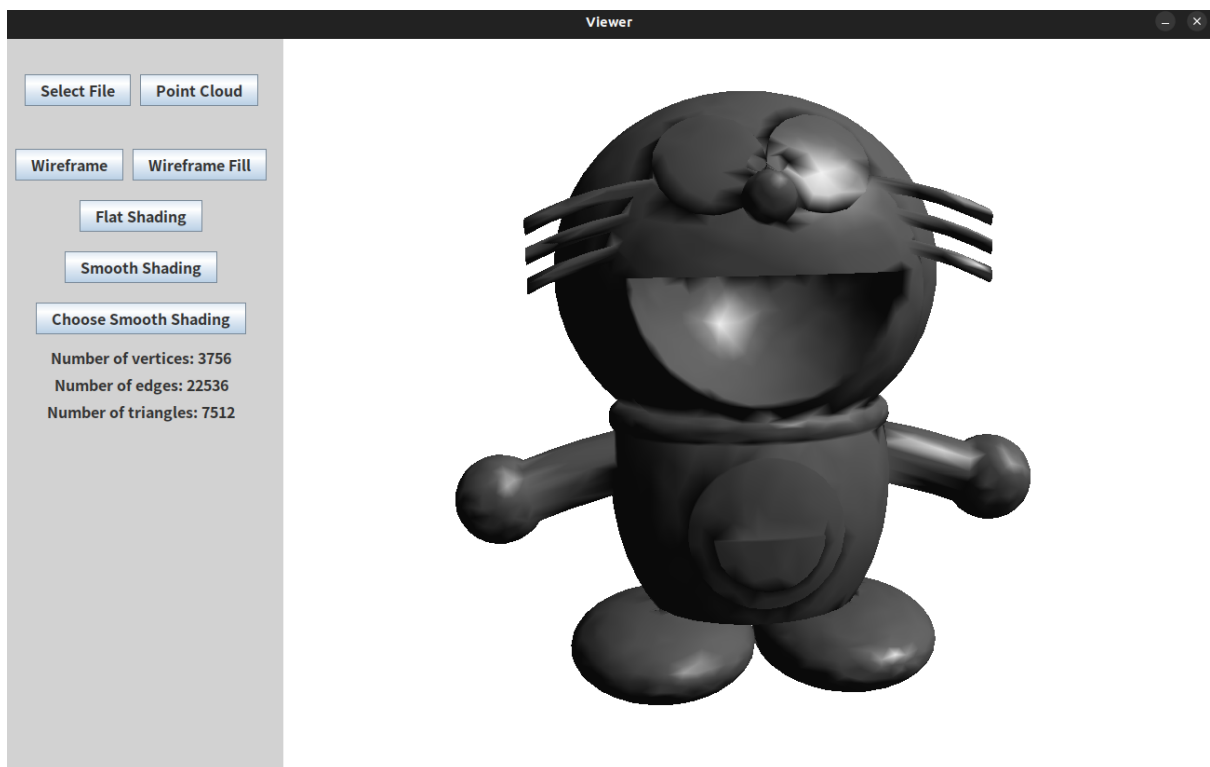 Viewer
Select File Point Cloud
Wireframe Wireframe Fill
Flat Shading
Smooth Shading
Choose Smooth Shading
Number of vertices: 3756
Number of edges: 22536
Number of triangles: 7512